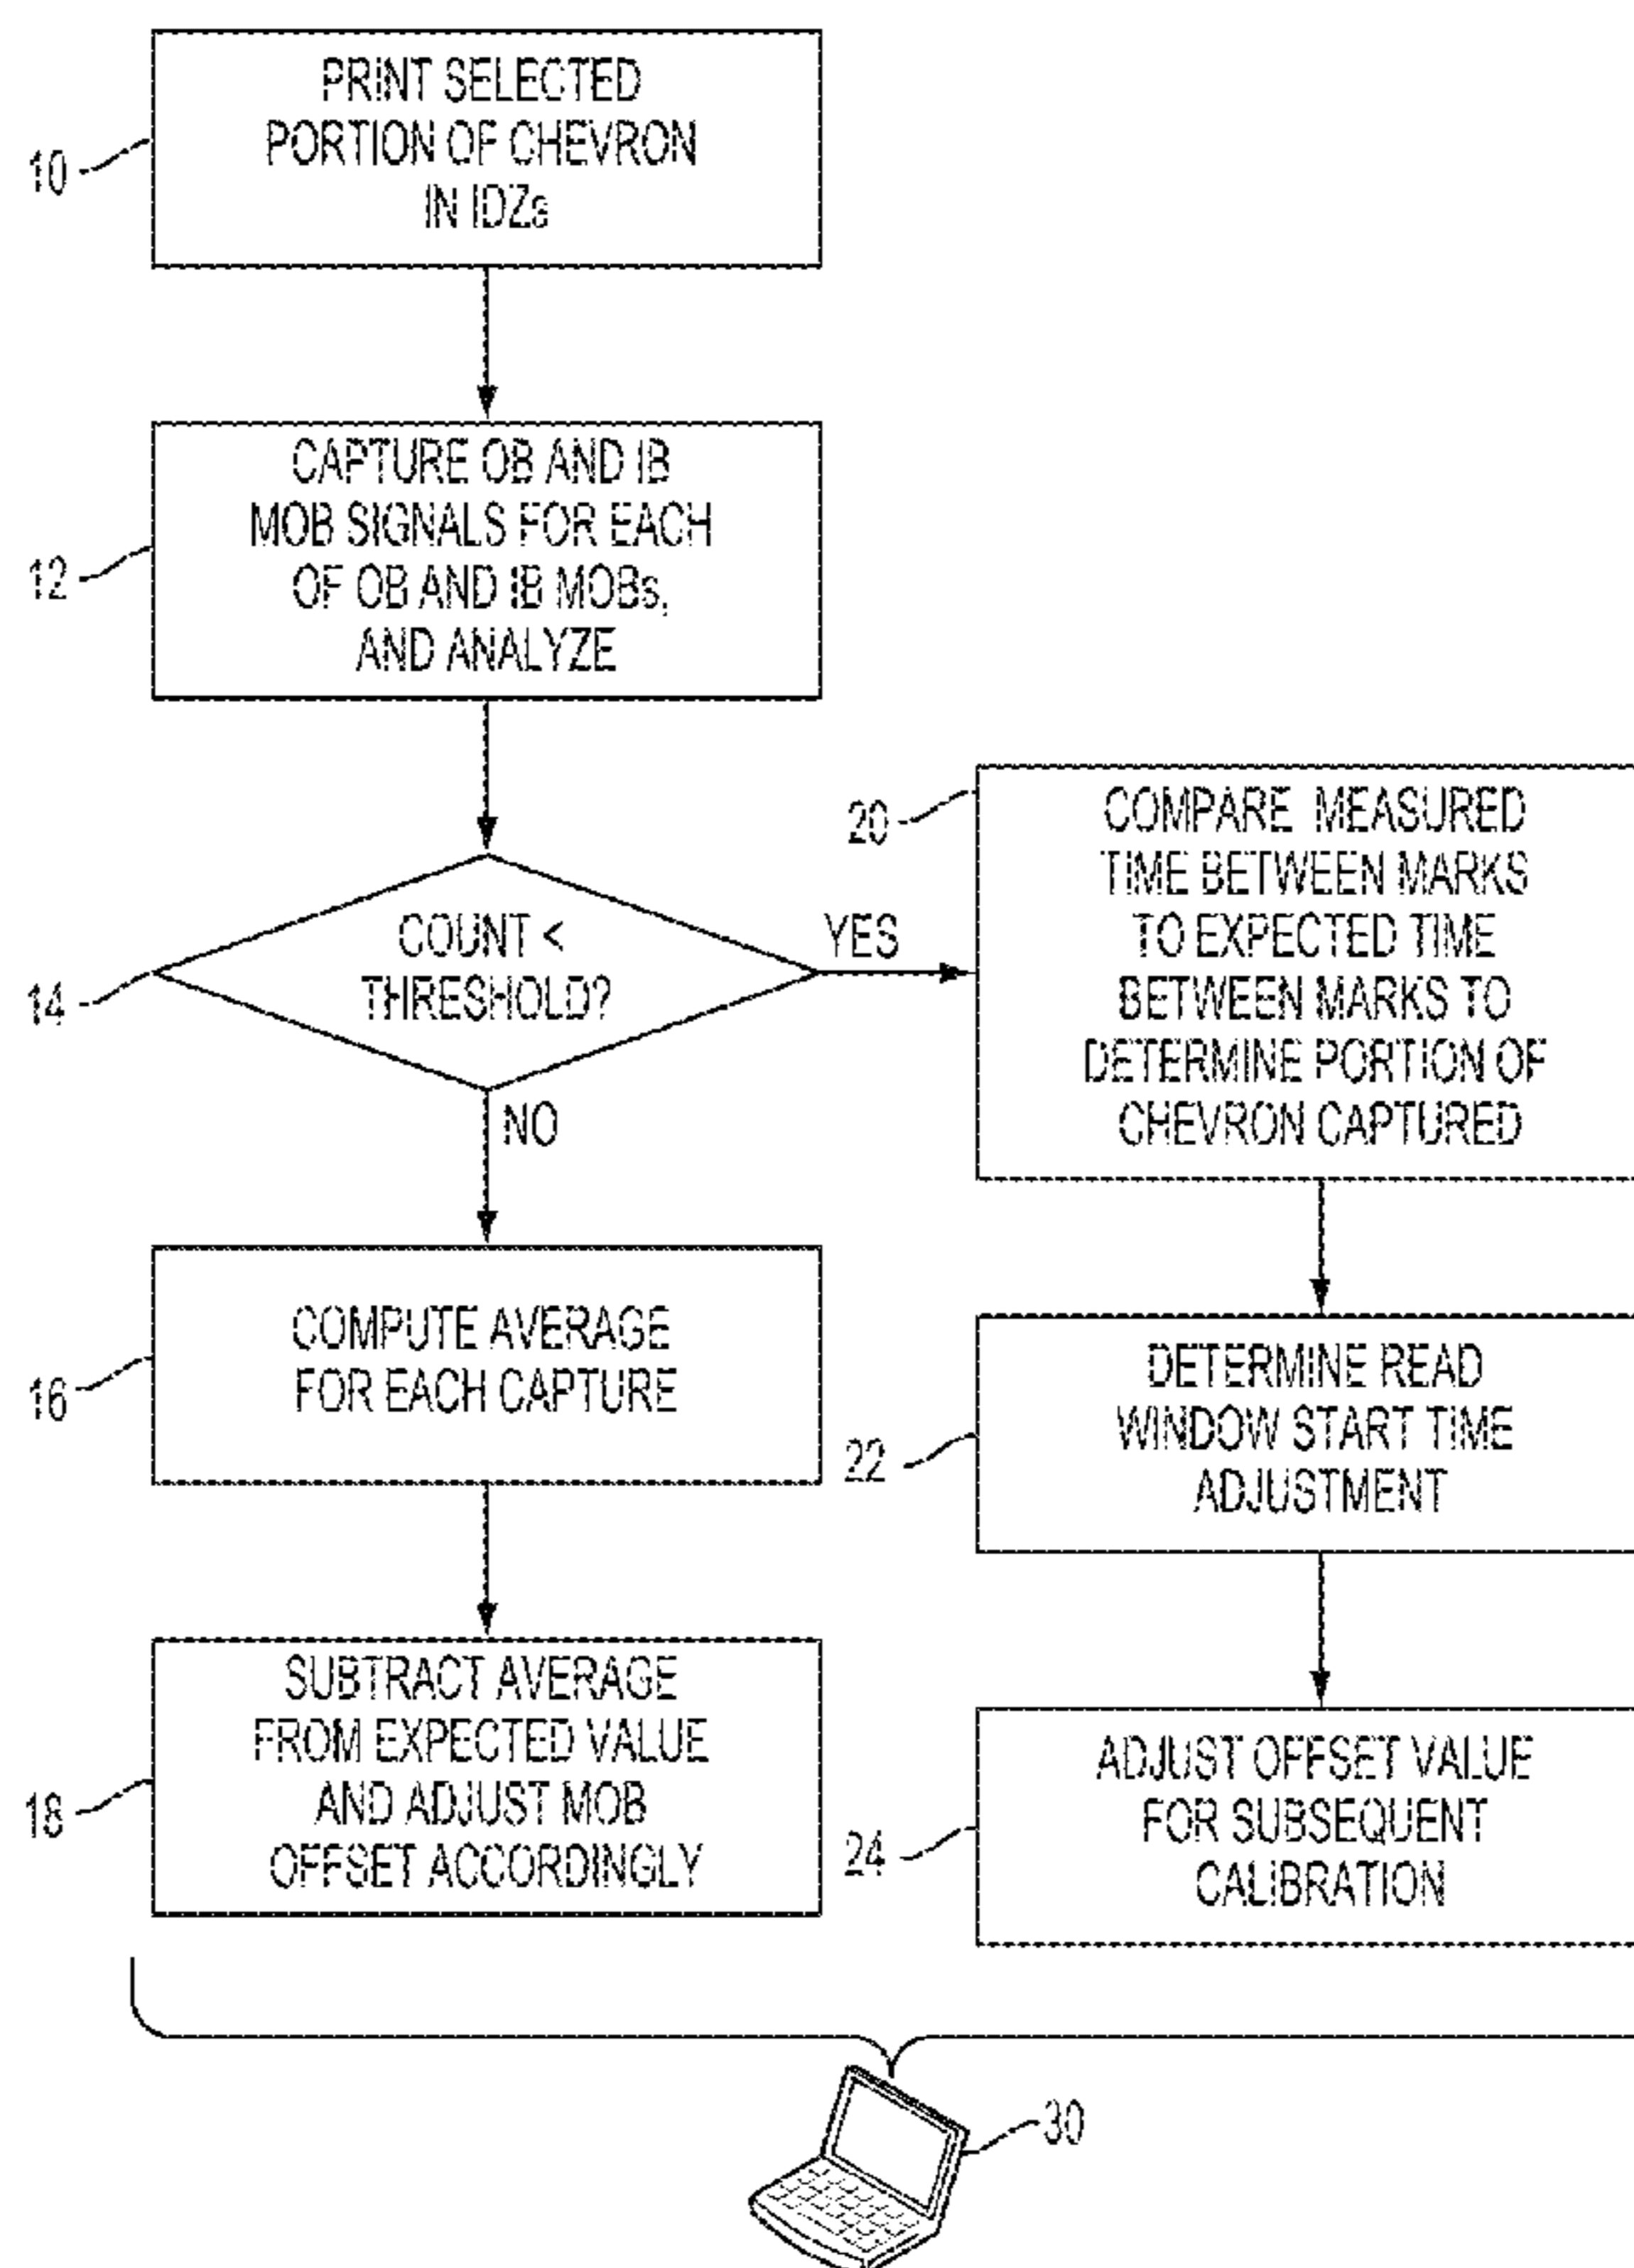 PRINT SELECTED
PORTION OF CHEVRON
IN IDZs
10
CAPTURE OB AND IB
MOB SIGNALS FOR EACH
OF OB AND IB MOBs,
AND ANALYZE
12
COUNT <
THRESHOLD?
14
YES
NO
COMPUTE AVERAGE
FOR EACH CAPTURE
16
SUBTRACT AVERAGE
FROM EXPECTED VALUE
AND ADJUST MOB
OFFSET ACCORDINGLY
18
20
COMPARE MEASURED
TIME BETWEEN MARKS
TO EXPECTED TIME
BETWEEN MARKS TO
DETERMINE PORTION OF
CHEVRON CAPTURED
DETERMINE READ
WINDOW START TIME
ADJUSTMENT
22
ADJUST OFFSET VALUE
FOR SUBSEQUENT
CALIBRATION
24
30